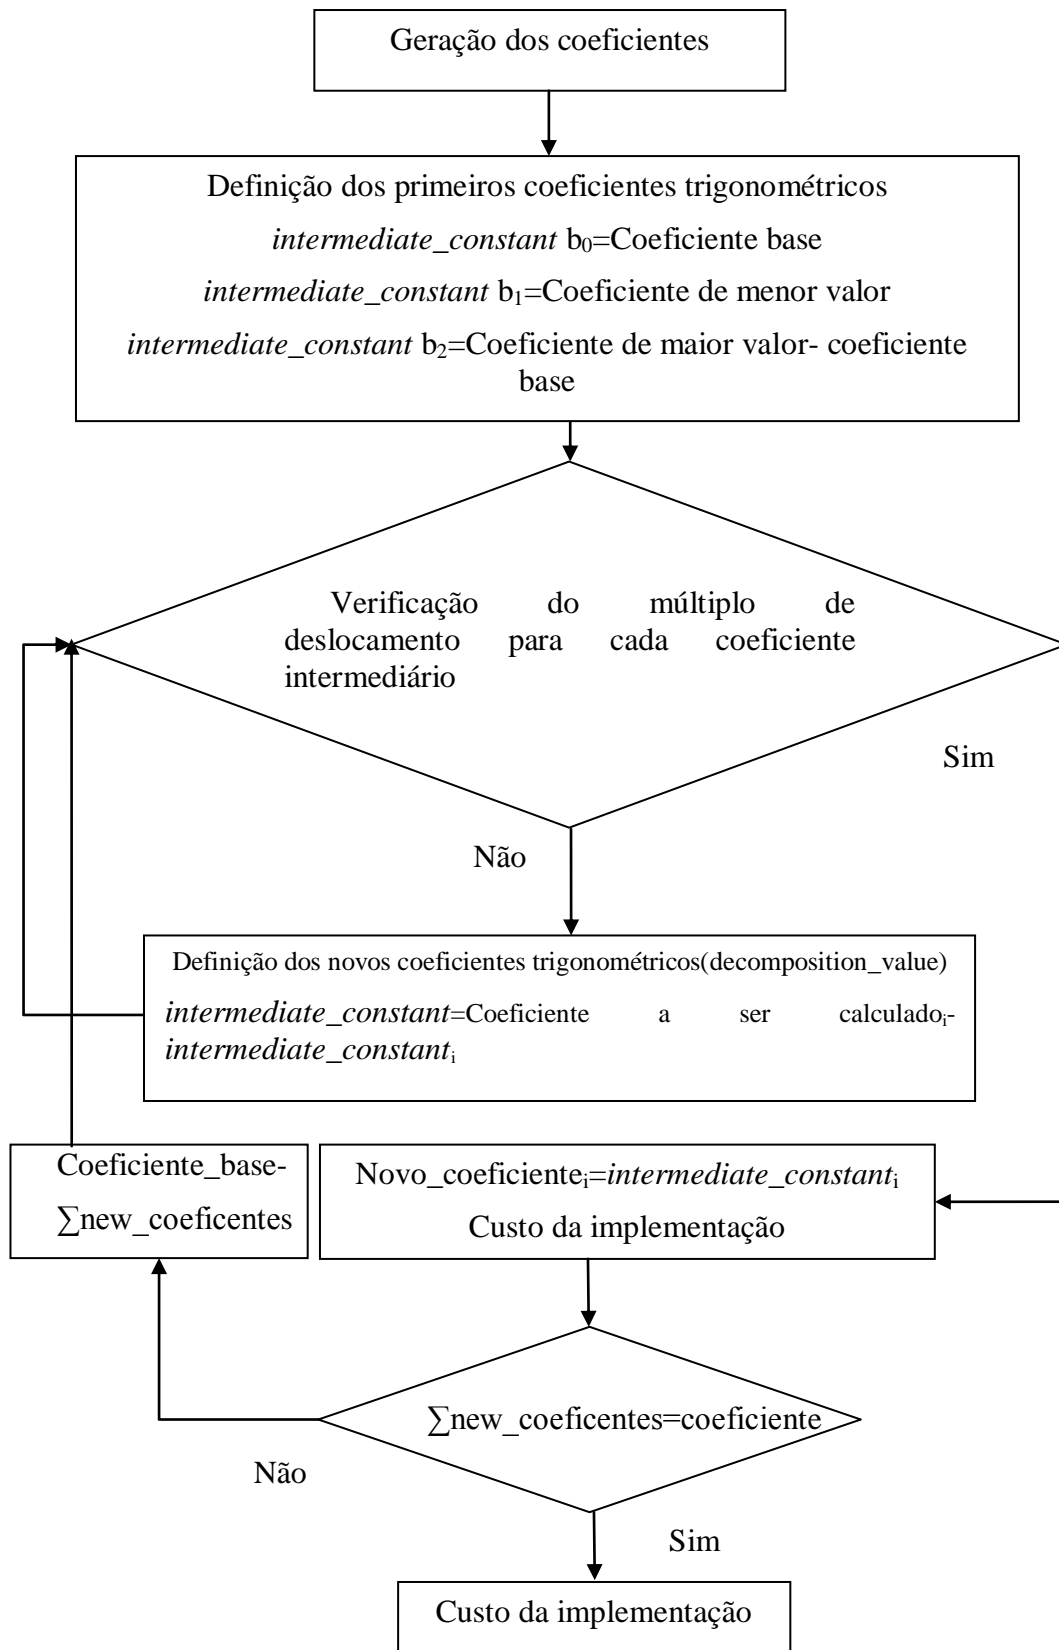 Geração dos coeficientes
Definição dos primeiros coeficientes trigonométricos
intermediate_constant b₀=Coeficiente base
intermediate_constant b₁=Coeficiente de menor valor
intermediate_constant b₂=Coeficiente de maior valor- coeficiente
base
Verificação do múltiplo de
deslocamento para cada coeficiente
intermediário
Sim
Não
Definição dos novos coeficientes trigonométricos(decomposition_value)
intermediate_constant=Coeficiente a ser calculadoᵢ-
intermediate_constantᵢ
Coeficiente_base-
∑new_coeficentes
Novo_coeficienteᵢ=intermediate_constantᵢ
Custo da implementação
∑new_coeficentes=coeficiente
Não
Sim
Custo da implementação